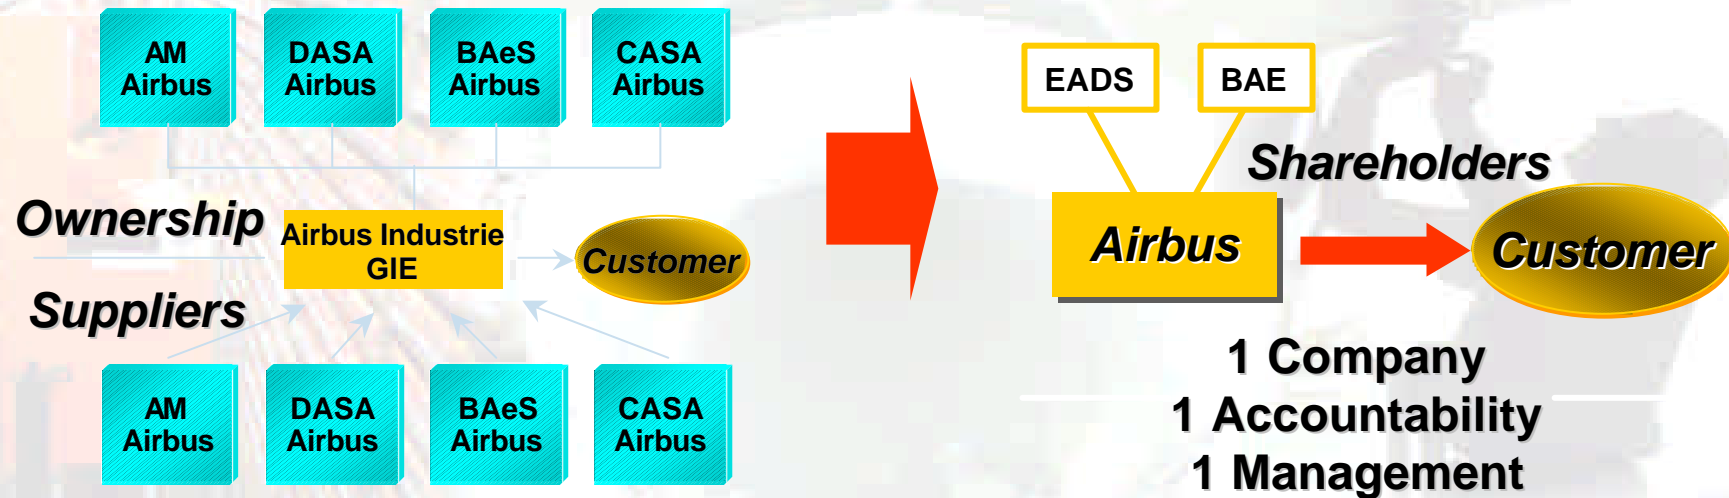 AM
Airbus
DASA
Airbus
BAeS
Airbus
CASA
Airbus
Ownership
Airbus Industrie
GIE
Customer
Suppliers
AM
Airbus
DASA
Airbus
BAeS
Airbus
CASA
Airbus
EADS
BAE
Shareholders
Airbus
Customer
1 Company
1 Accountability
1 Management